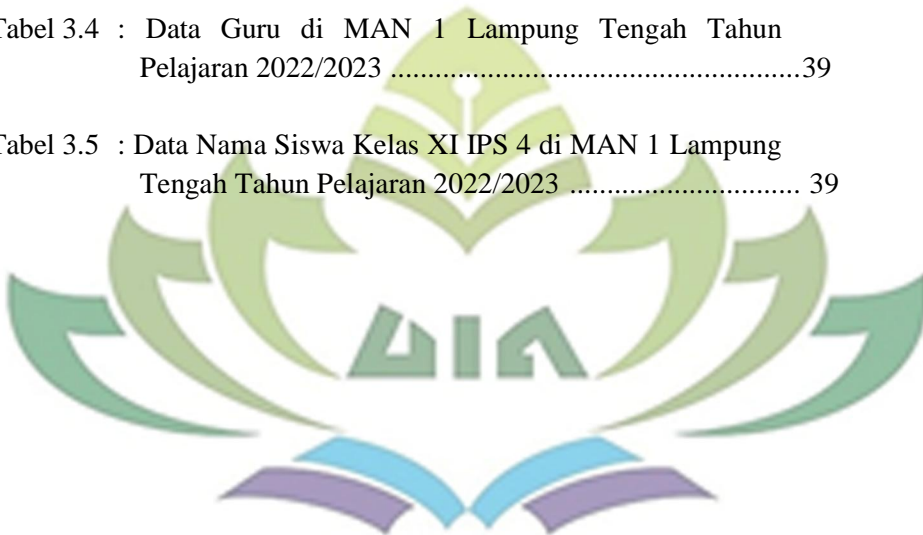 Tabel 3.4 : Data Guru di MAN 1 Lampung Tengah Tahun
Pelajaran 2022/2023 .......................................................39
Tabel 3.5 : Data Nama Siswa Kelas XI IPS 4 di MAN 1 Lampung
Tengah Tahun Pelajaran 2022/2023 ............................... 39
UIN